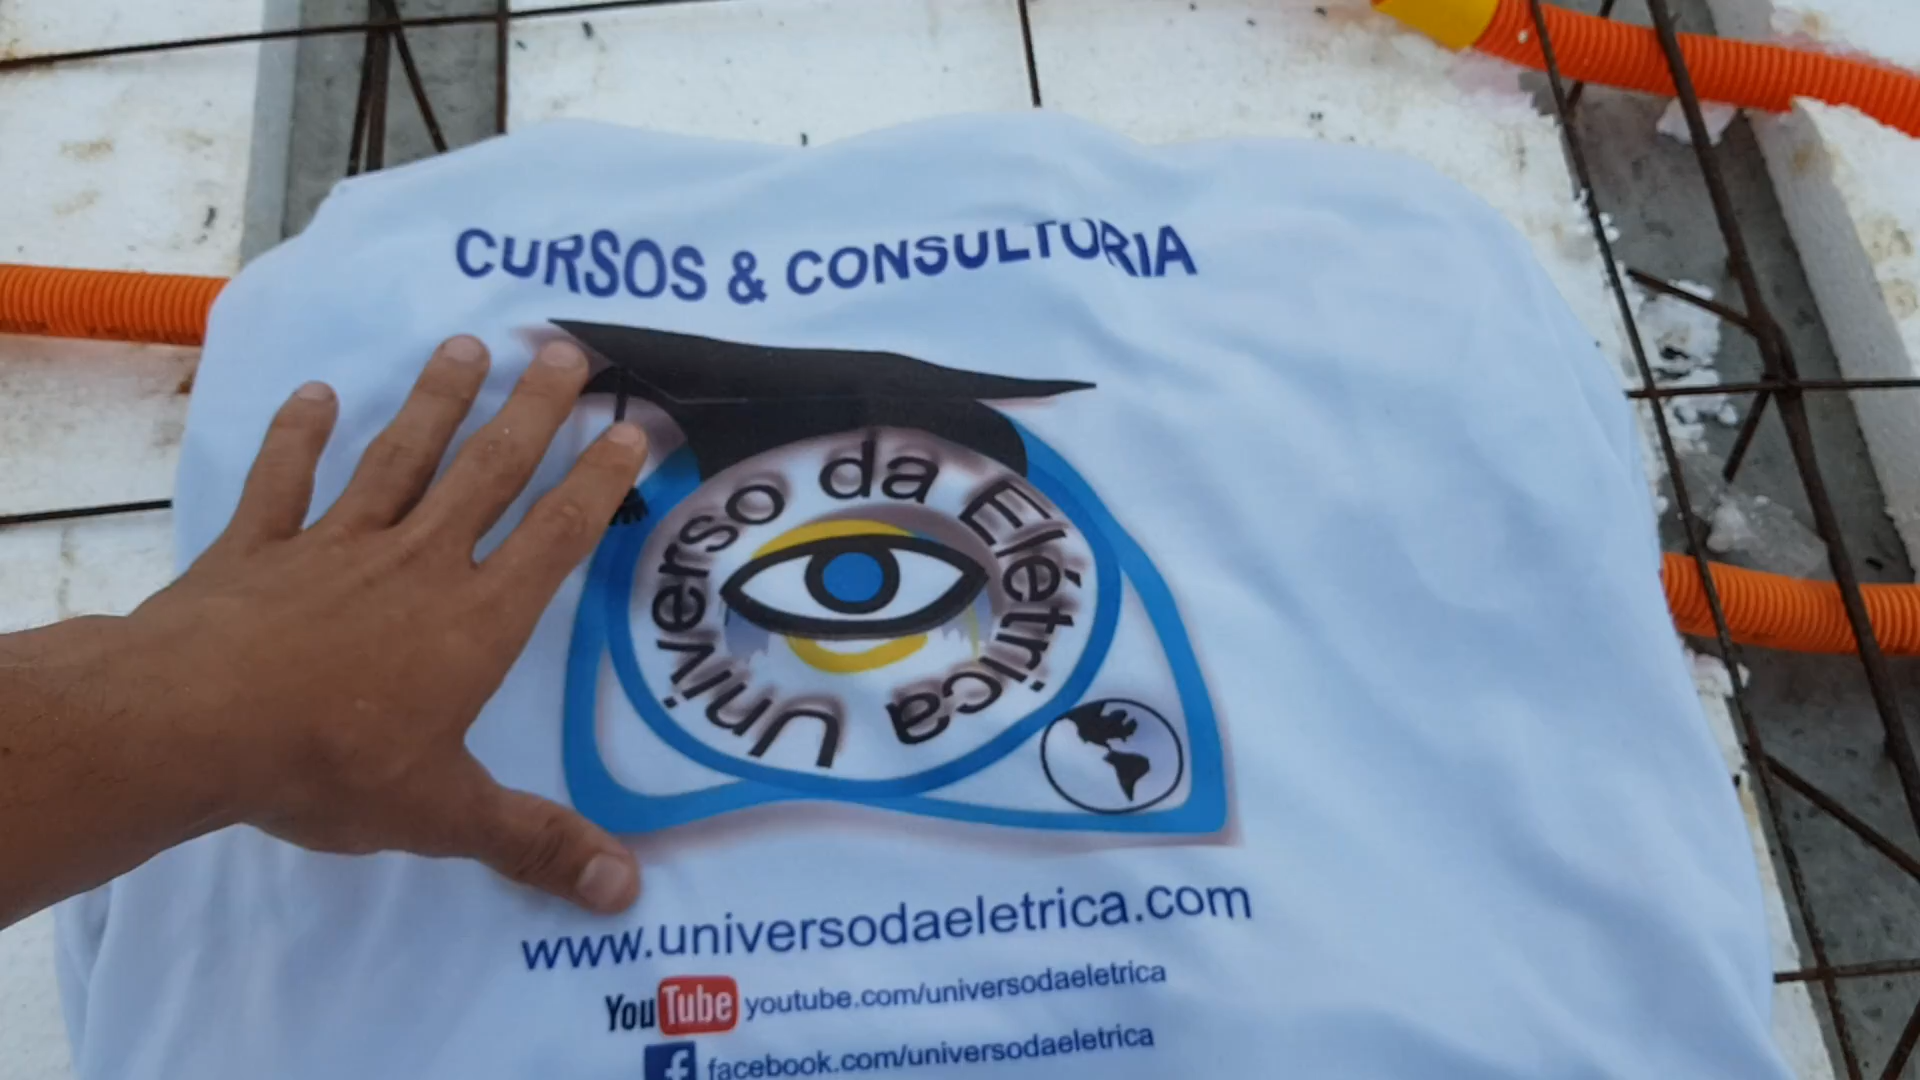 CURSOS & CONSULTORIA
Universo da Elétrica
www.universodaeletrica.com
YouTube youtube.com/universodaeletrica
f facebook.com/universodaeletrica